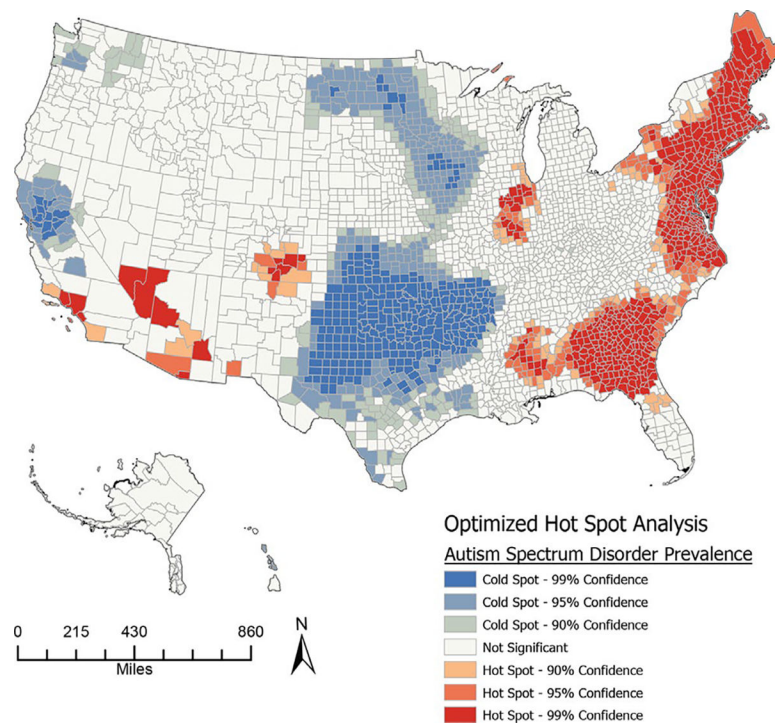 Optimized Hot Spot Analysis
Autism Spectrum Disorder Prevalence
Cold Spot - 99% Confidence
Cold Spot - 95% Confidence
Cold Spot - 90% Confidence
Not Significant
Hot Spot - 90% Confidence
Hot Spot - 95% Confidence
Hot Spot - 99% Confidence
0 215 430 860
Miles
N